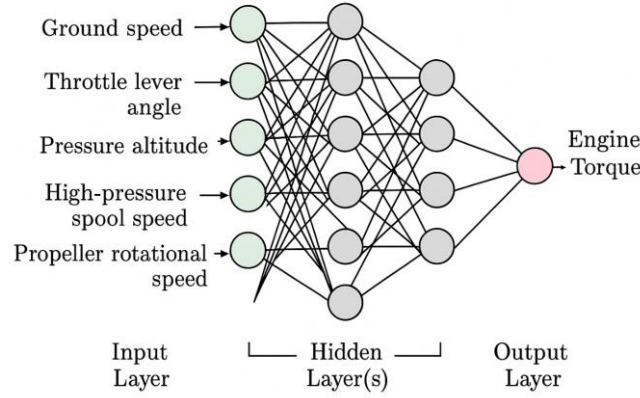 Ground speed
Throttle lever
angle
Pressure altitude
High-pressure
spool speed
Propeller rotational
speed
Engine
Torque
Input
Layer
Hidden
Layer(s)
Output
Layer